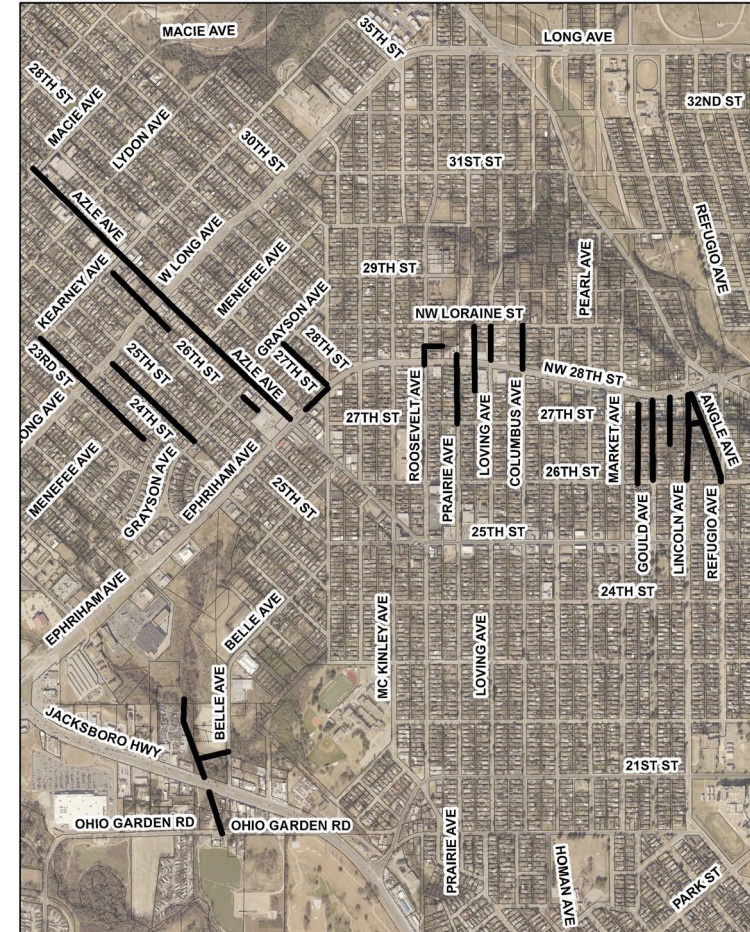 MACIE AVE
35TH ST
LONG AVE
28TH ST
MACIE AVE
LYDON AVE
30TH ST
32ND ST
31ST ST
AZLE AVE
W LONG AVE
REFUGIO AVE
KEARNEY AVE
MENEFEE AVE
29TH ST
PEARL AVE
GRAYSON AVE
28TH ST
NW LORAINE ST
23RD ST
25TH ST
26TH ST
AZLE AVE
27TH ST
NW 28TH ST
ONG AVE
24TH ST
27TH ST
ROOSEVELT AVE
PRAIRIE AVE
LOVING AVE
COLUMBUS AVE
27TH ST
MARKET AVE
ANGLE AVE
MENEFEE AVE
GRAYSON AVE
EPHRIHAM AVE
25TH ST
26TH ST
GOULD AVE
LINCOLN AVE
REFUGIO AVE
25TH ST
24TH ST
EPHRIHAM AVE
BELLE AVE
MC KINLEY AVE
LOVING AVE
BELLE AVE
JACKSBORO HWY
21ST ST
OHIO GARDEN RD
OHIO GARDEN RD
PRAIRIE AVE
HOMAN AVE
PARK ST